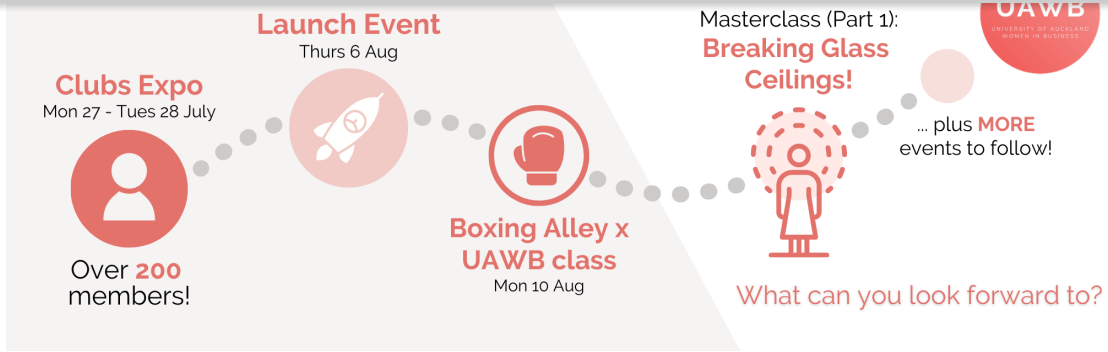 Launch Event
Thurs 6 Aug
Clubs Expo
Mon 27 - Tues 28 July
Over 200
members!
Boxing Alley x
UAWB class
Mon 10 Aug
Masterclass (Part 1):
Breaking Glass
Ceilings!
... plus MORE
events to follow!
What can you look forward to?
UAWB
UNIVERSITY OF AUCKLAND
WOMEN IN BUSINESS